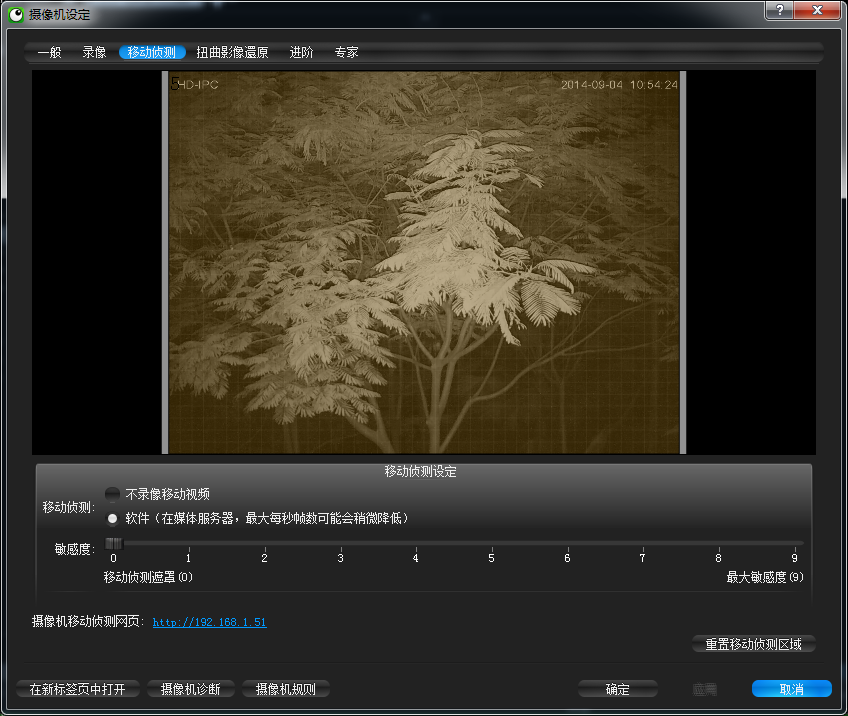 摄像机设定
一般 录像 移动侦测 扭曲影像還原 进阶 专家
HD-IPC 2014-09-04 10:54:24
移动侦测设定
移动侦测: 不录像移动视频
软件（在媒体服务器，最大每秒帧数可能会稍微降低）
敏感度: 0 1 2 3 4 5 6 7 8 9
移动侦测遮罩(0) 最大敏感度(9)
摄像机移动侦测网页: http://192.168.1.51
重置移动侦测区域
在新标签页中打开 摄像机诊断 摄像机规则 确定 应用 取消